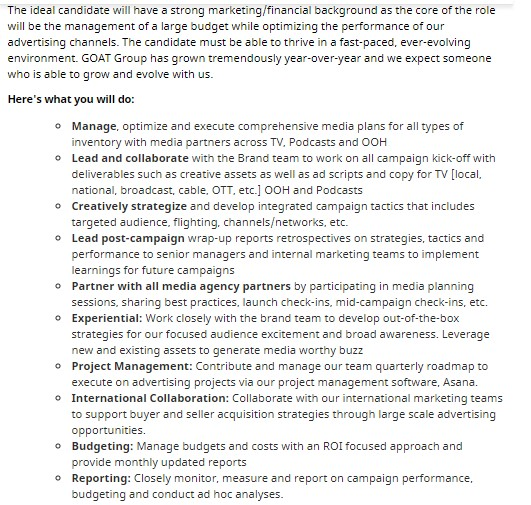 The ideal candidate will have a strong marketing/financial background as the core of the role
will be the management of a large budget while optimizing the performance of our
advertising channels. The candidate must be able to thrive in a fast-paced, ever-evolving
environment. GOAT Group has grown tremendously year-over-year and we expect someone
who is able to grow and evolve with us.
Here's what you will do:
Manage, optimize and execute comprehensive media plans for all types of
inventory with media partners across TV, Podcasts and OOH
Lead and collaborate with the Brand team to work on all campaign kick-off with
deliverables such as creative assets as well as ad scripts and copy for TV [local,
national, broadcast, cable, OTT, etc.] OOH and Podcasts
Creatively strategize and develop integrated campaign tactics that includes
targeted audience, flighting, channels/networks, etc.
Lead post-campaign wrap-up reports retrospectives on strategies, tactics and
performance to senior managers and internal marketing teams to implement
learnings for future campaigns
Partner with all media agency partners by participating in media planning
sessions, sharing best practices, launch check-ins, mid-campaign check-ins, etc.
Experiential: Work closely with the brand team to develop out-of-the-box
strategies for our focused audience excitement and broad awareness. Leverage
new and existing assets to generate media worthy buzz
Project Management: Contribute and manage our team quarterly roadmap to
execute on advertising projects via our project management software, Asana.
International Collaboration: Collaborate with our international marketing teams
to support buyer and seller acquisition strategies through large scale advertising
opportunities.
Budgeting: Manage budgets and costs with an ROI focused approach and
provide monthly updated reports
Reporting: Closely monitor, measure and report on campaign performance,
budgeting and conduct ad hoc analyses.